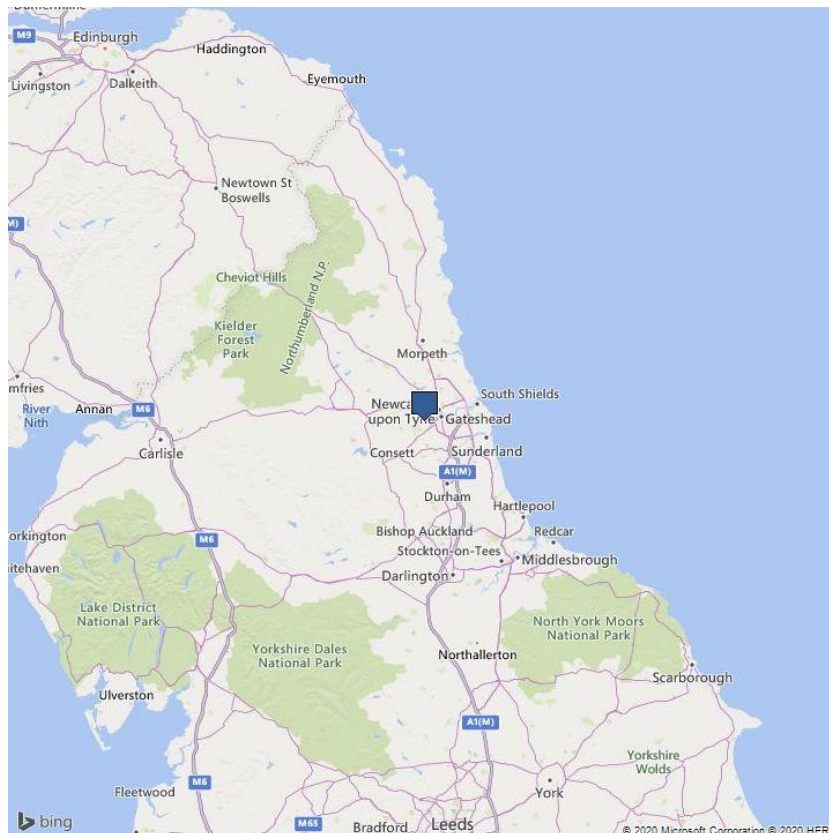 M9
Edinburgh
Haddington
Livingston
Dalkeith
Eyemouth
Newtown St
Boswells
Cheviot Hills
Northumberland N.P.
Kielder
Forest
Park
Morpeth
River
Nith
Annan
M6
South Shields
upon
Gateshead
Carlisle
Consett
Sunderland
A1(M)
Durham
Hartlepool
M6
Bishop Auckland
Redcar
Stockton-on-Tees
Middlesbrough
Darlington
Lake District
National Park
North York Moors
National Park
Yorkshire Dales
National Park
Northallerton
Scarborough
Ulverston
A1(M)
Yorkshire
Wolds
M6
Fleetwood
York
M65
Bradford
Leeds
bing
© 2020 Microsoft Corporation © 2020 HERE